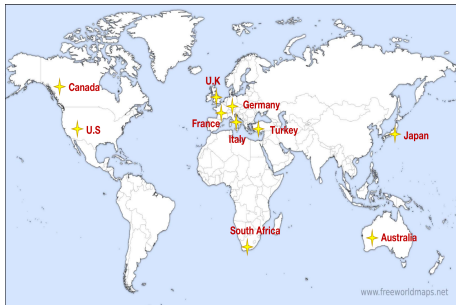 U.K
Canada
Germany
U.S
France
Turkey
Italy
Japan
South Africa
Australia
www.freeworldmaps.net